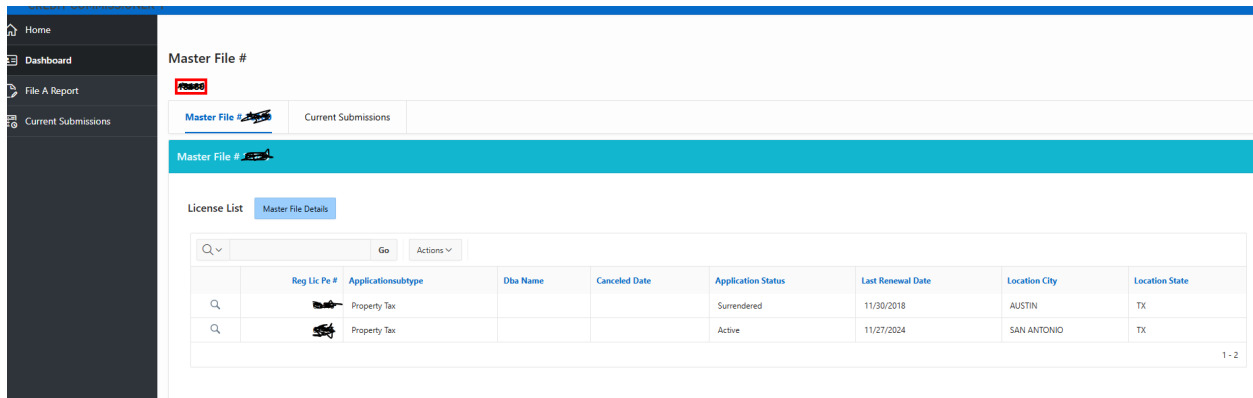 Home
Master File #
Dashboard
File A Report
Master File #
Current Submissions
Current Submissions
Master File #
License List
Master File Details
Go
Actions
Reg Lic Pe # Applicationsubtype Dba Name Canceled Date Application Status Last Renewal Date Location City Location State
Property Tax Surrendered 11/30/2018 AUSTIN TX
Property Tax Active 11/27/2024 SAN ANTONIO TX
1 - 2